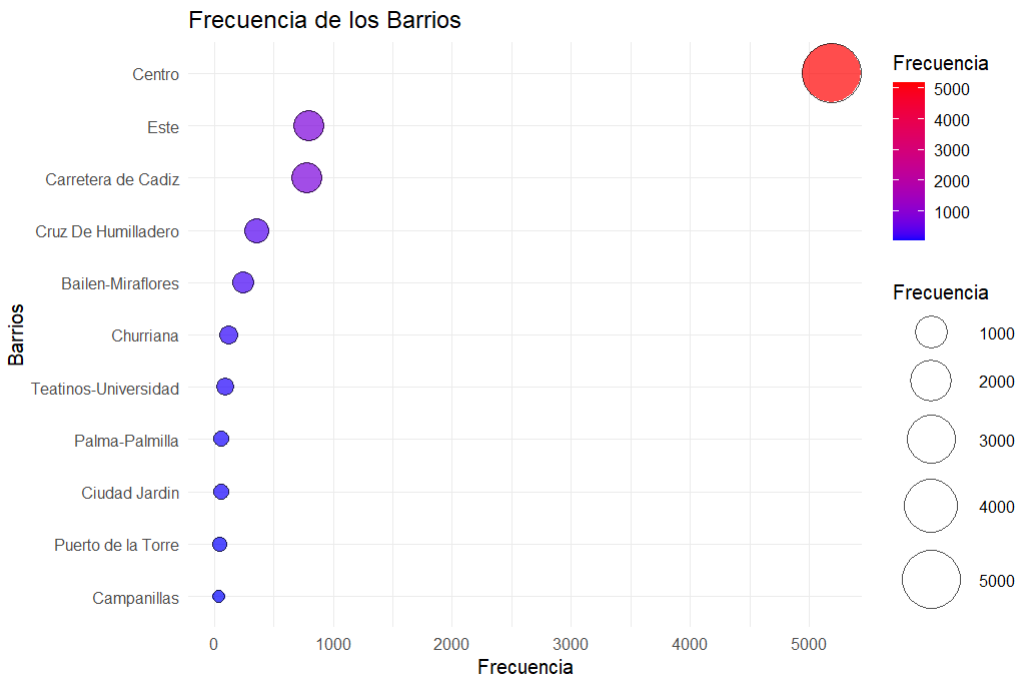 Frecuencia de los Barrios
Barrios
Centro
Este
Carretera de Cadiz
Cruz De Humilladero
Bailen-Miraflores
Churriana
Teatinos-Universidad
Palma-Palmilla
Ciudad Jardin
Puerto de la Torre
Campanillas
0 1000 2000 3000 4000 5000
Frecuencia
Frecuencia
5000
4000
3000
2000
1000
Frecuencia
1000
2000
3000
4000
5000